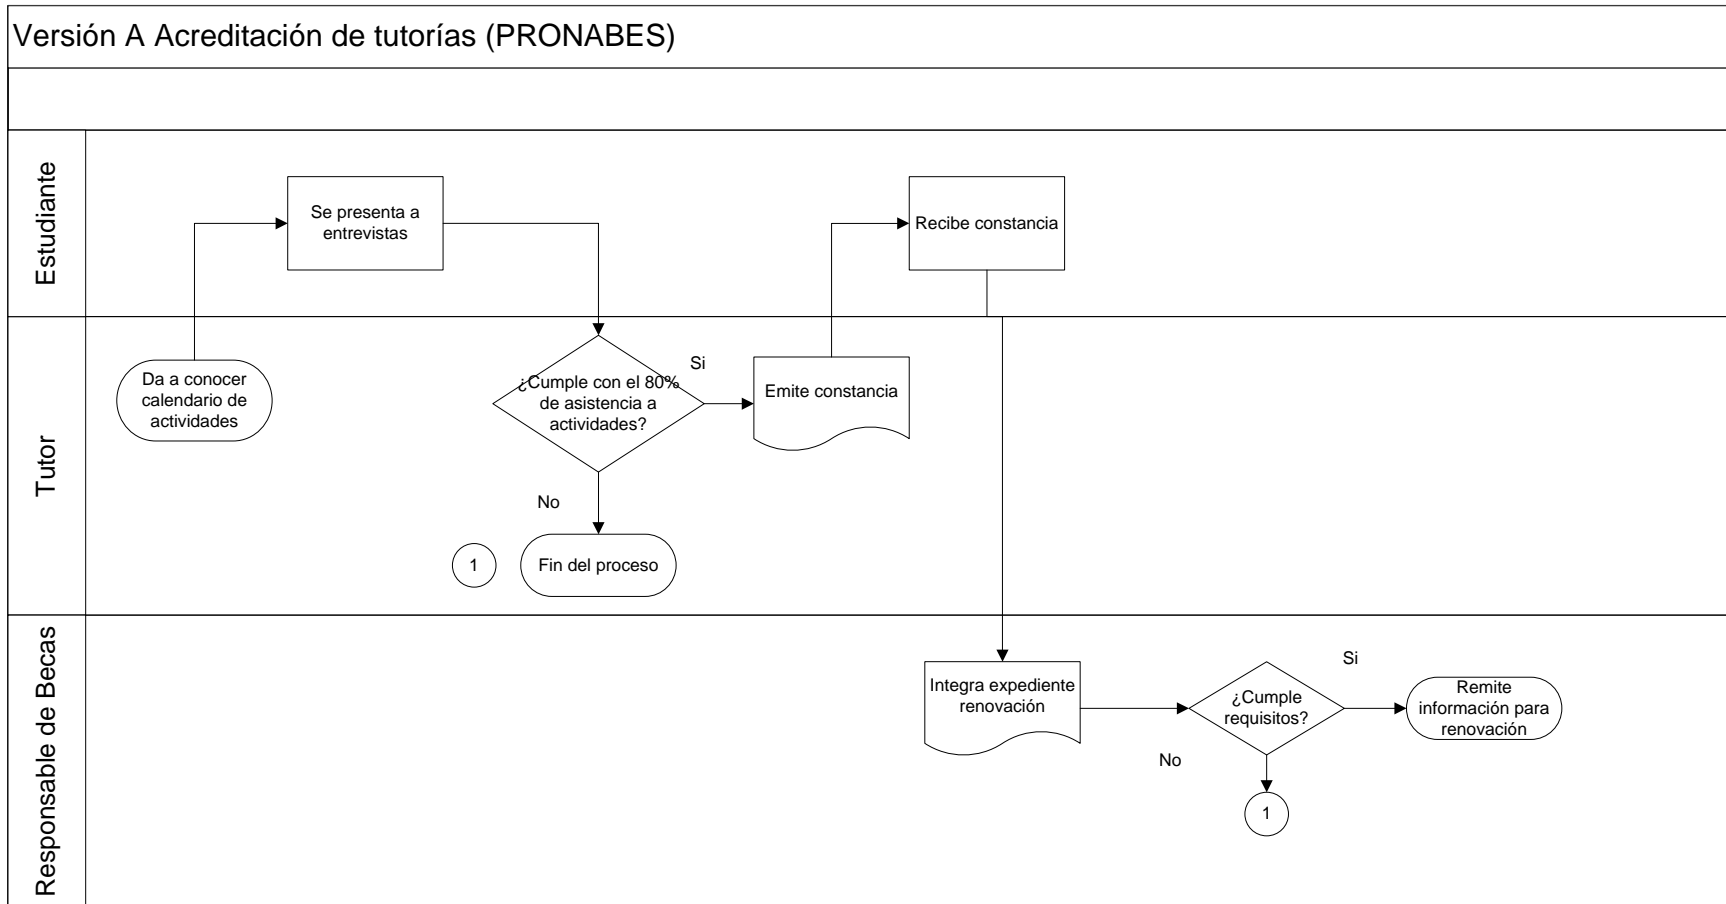 Versión A Acreditación de tutorías (PRONABES)
Estudiante
Se presenta a
entrevistas
Recibe constancia
Tutor
Da a conocer
calendario de
actividades
¿Cumple con el 80%
de asistencia a
actividades?
Si
Emite constancia
No
1
Fin del proceso
Responsable de Becas
Integra expediente
renovación
¿Cumple
requisitos?
Si
Remite
información para
renovación
No
1